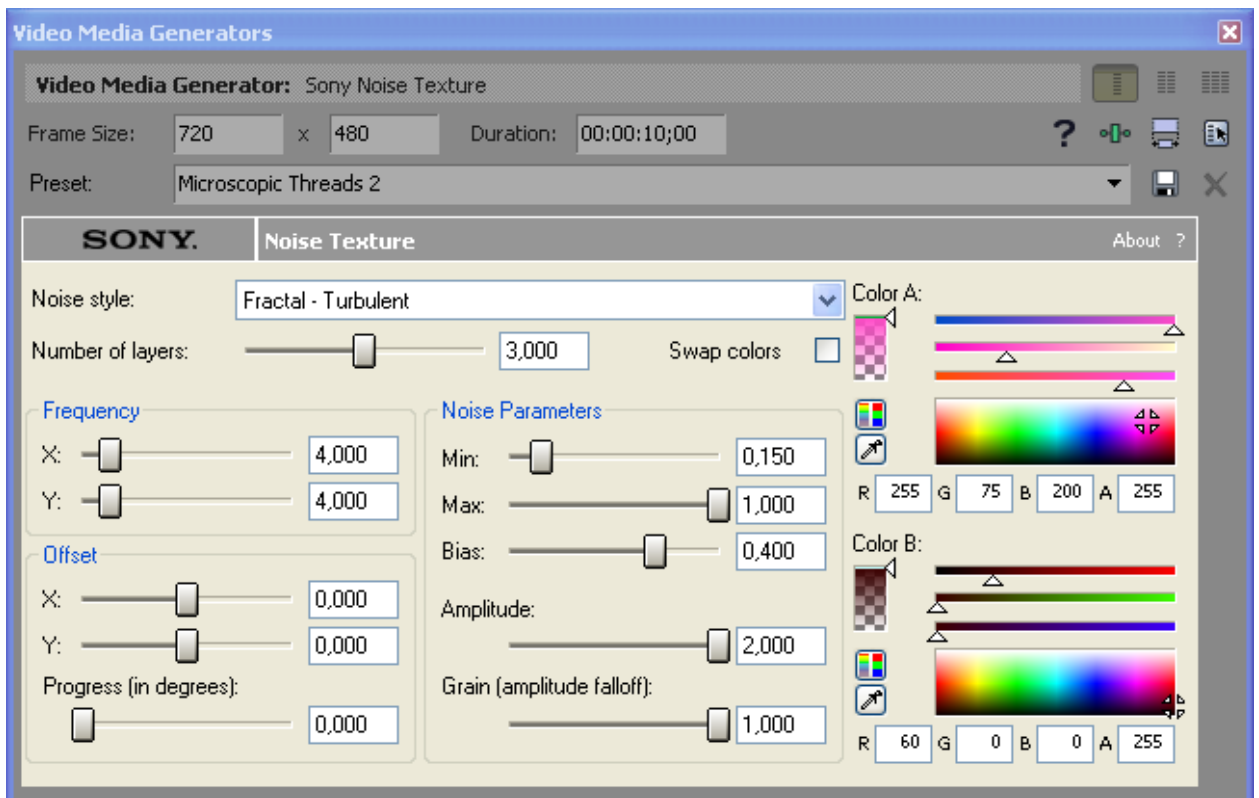 Video Media Generators
Video Media Generator: Sony Noise Texture
Frame Size: 720 x 480 Duration: 00:00:10;00 ?
Preset: Microscopic Threads 2
SONY. Noise Texture About ?
Noise style: Fractal - Turbulent
Number of layers: 3,000 Swap colors
Frequency
X: 4,000
Y: 4,000
Offset
X: 0,000
Y: 0,000
Progress (in degrees):
0,000
Noise Parameters
Min: 0,150
Max: 1,000
Bias: 0,400
Amplitude:
2,000
Grain (amplitude falloff):
1,000
Color A:
R 255 G 75 B 200 A 255
Color B:
R 60 G 0 B 0 A 255